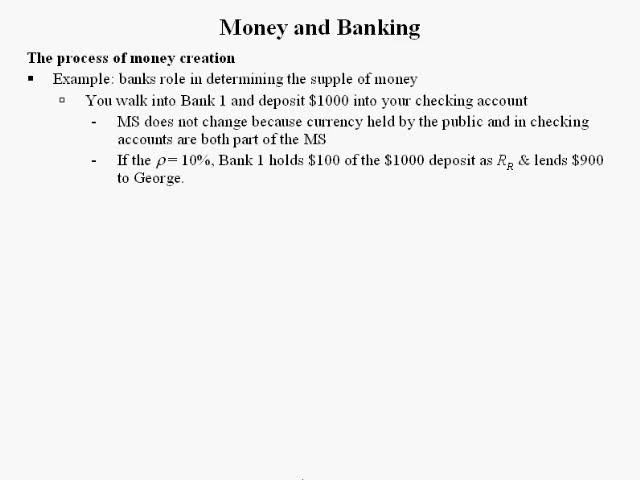 Money and Banking
The process of money creation
▪ Example: banks role in determining the supple of money
▫ You walk into Bank 1 and deposit $1000 into your checking account
- MS does not change because currency held by the public and in checking
accounts are both part of the MS
- If the ρ = 10%, Bank 1 holds $100 of the $1000 deposit as R_R & lends $900
to George.